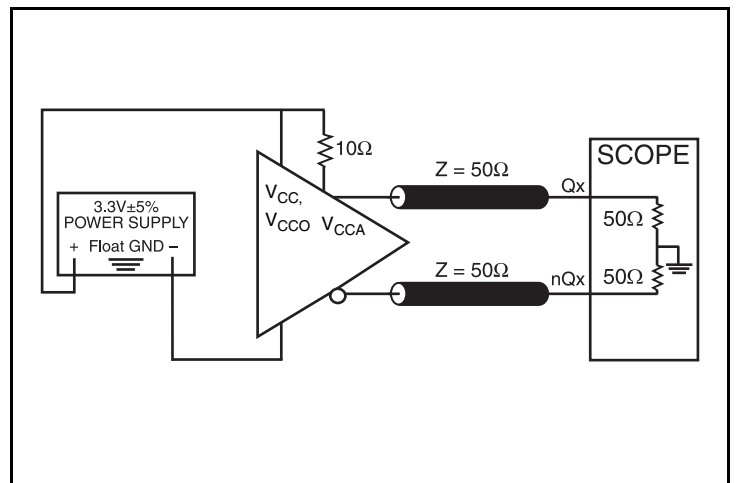 3.3V±5%
POWER SUPPLY
+ Float GND –
10Ω
VCC,
VCCO VCCA
Z = 50Ω
Z = 50Ω
Qx
nQx
SCOPE
50Ω
50Ω